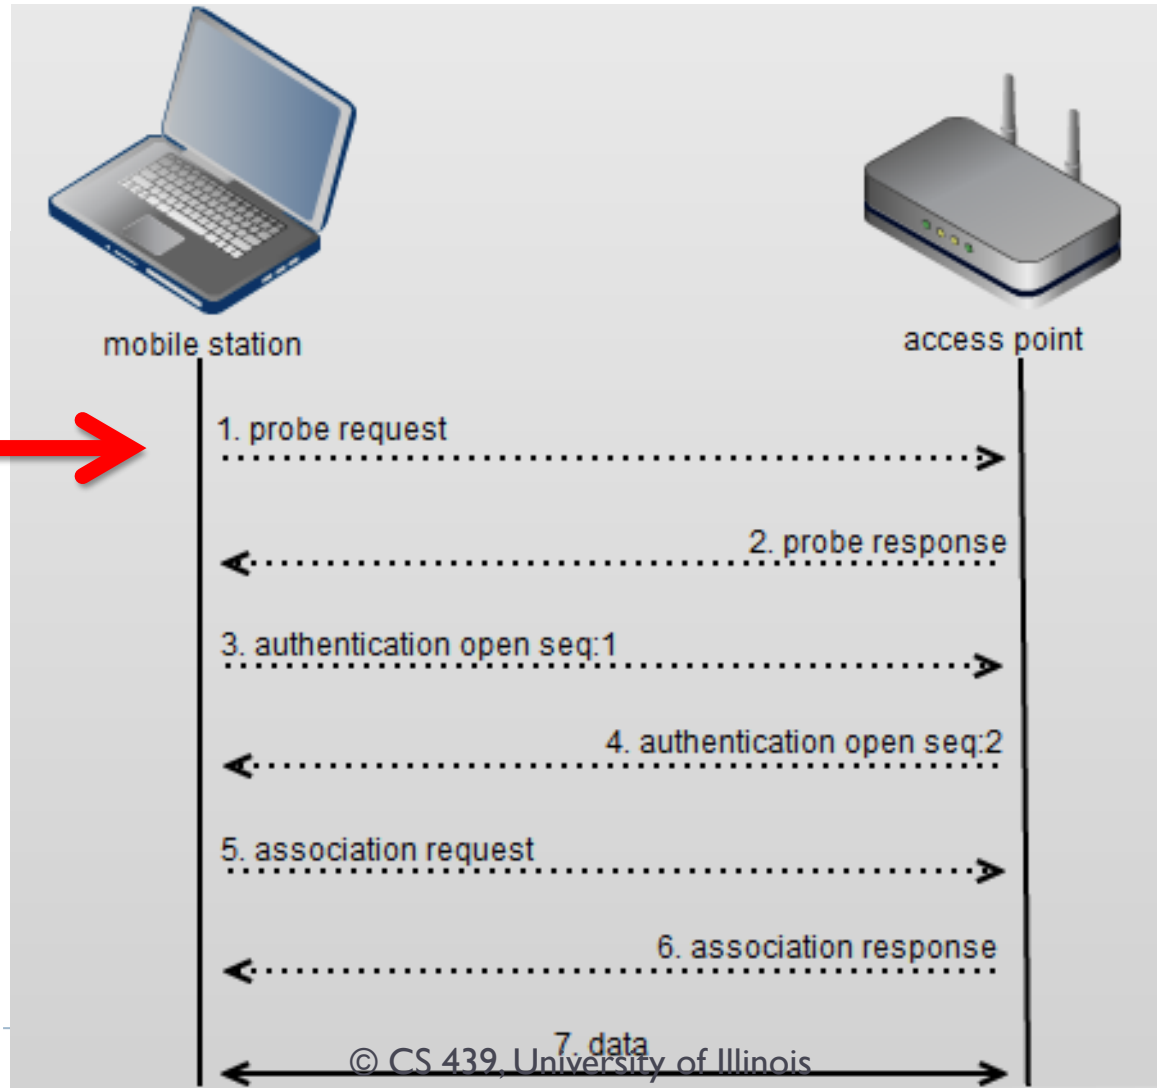 mobile station
access point
1. probe request
2. probe response
3. authentication open seq:1
4. authentication open seq:2
5. association request
6. association response
7. data
© CS 439, University of Illinois